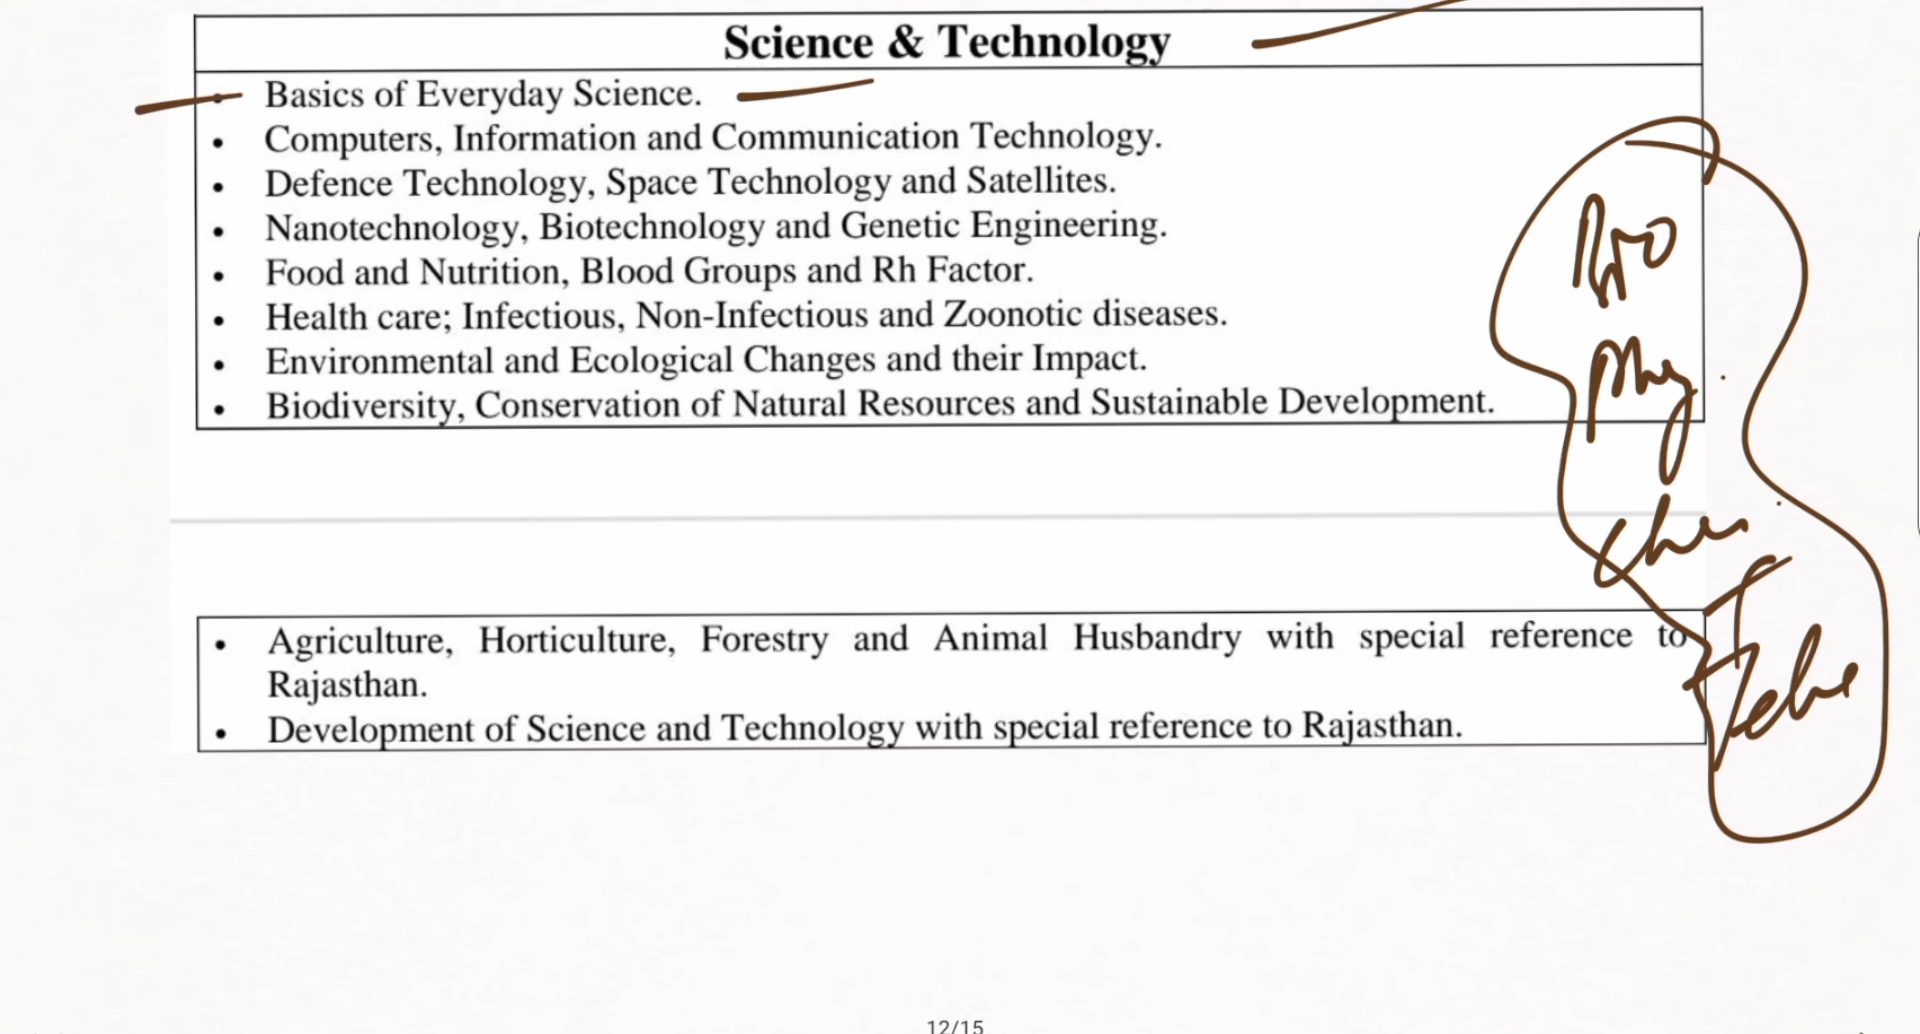 Science & Technology
• Basics of Everyday Science.
• Computers, Information and Communication Technology.
• Defence Technology, Space Technology and Satellites.
• Nanotechnology, Biotechnology and Genetic Engineering.
• Food and Nutrition, Blood Groups and Rh Factor.
• Health care; Infectious, Non-Infectious and Zoonotic diseases.
• Environmental and Ecological Changes and their Impact.
• Biodiversity, Conservation of Natural Resources and Sustainable Development.
Bio
Phy
Che
• Agriculture, Horticulture, Forestry and Animal Husbandry with special reference to
Rajasthan.
• Development of Science and Technology with special reference to Rajasthan.
12/15